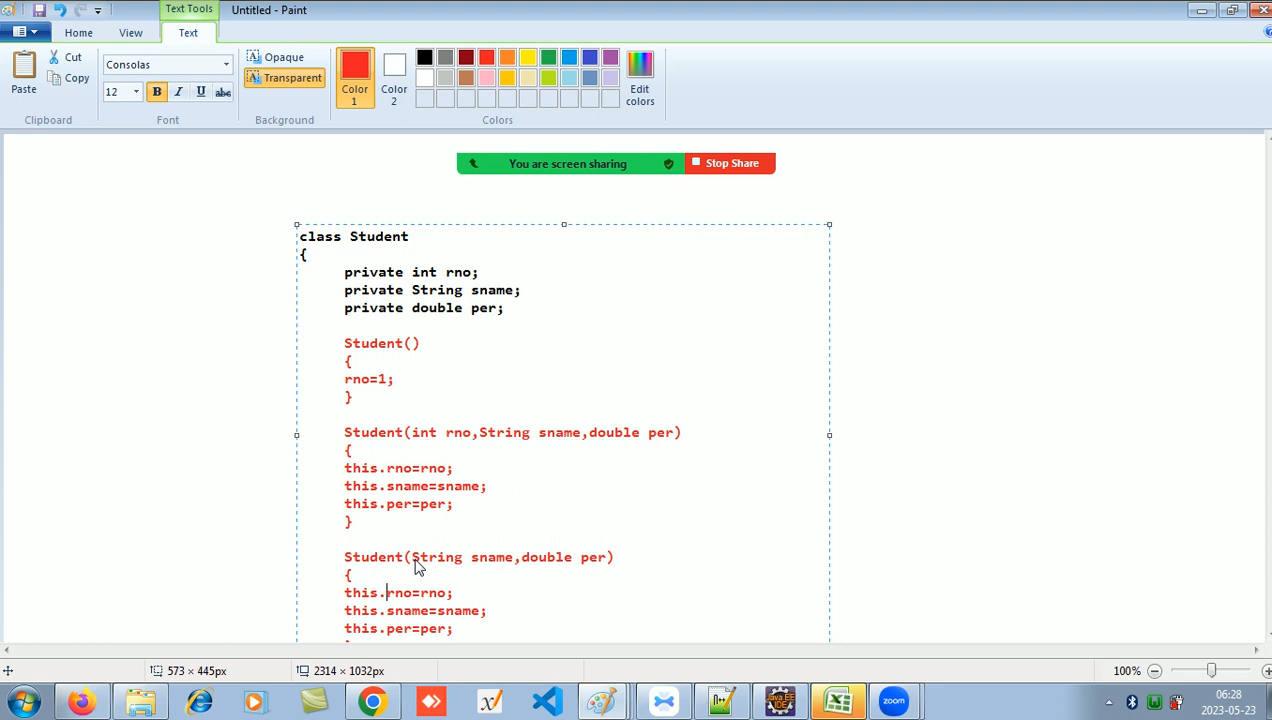 Text Tools
Untitled - Paint
Home
View
Text
Paste
Cut
Copy
Clipboard
Consolas
12
B
I
U
abc
Font
Opaque
Transparent
Background
Color 1
Color 2
Edit colors
Colors
You are screen sharing
Stop Share
class Student
{
private int rno;
private String sname;
private double per;
Student()
{
rno=1;
}
Student(int rno,String sname,double per)
{
this.rno=rno;
this.sname=sname;
this.per=per;
}
Student(String sname,double per)
{
this.rno=rno;
this.sname=sname;
this.per=per;
573 × 445px
2314 × 1032px
100%
Java EE
IDE
zoom
06:28
2023-05-23